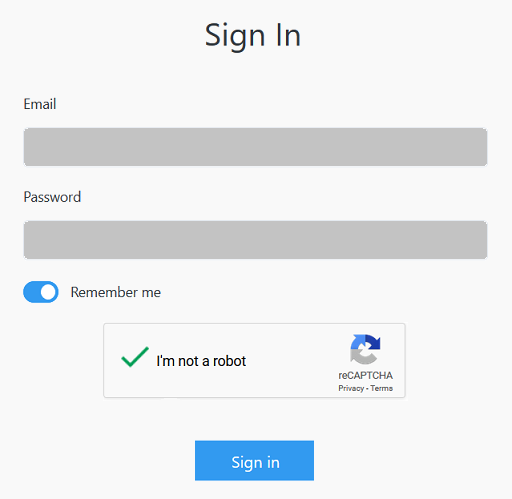 Sign In
Email
Password
Remember me
I'm not a robot
reCAPTCHA
Privacy - Terms
Sign in